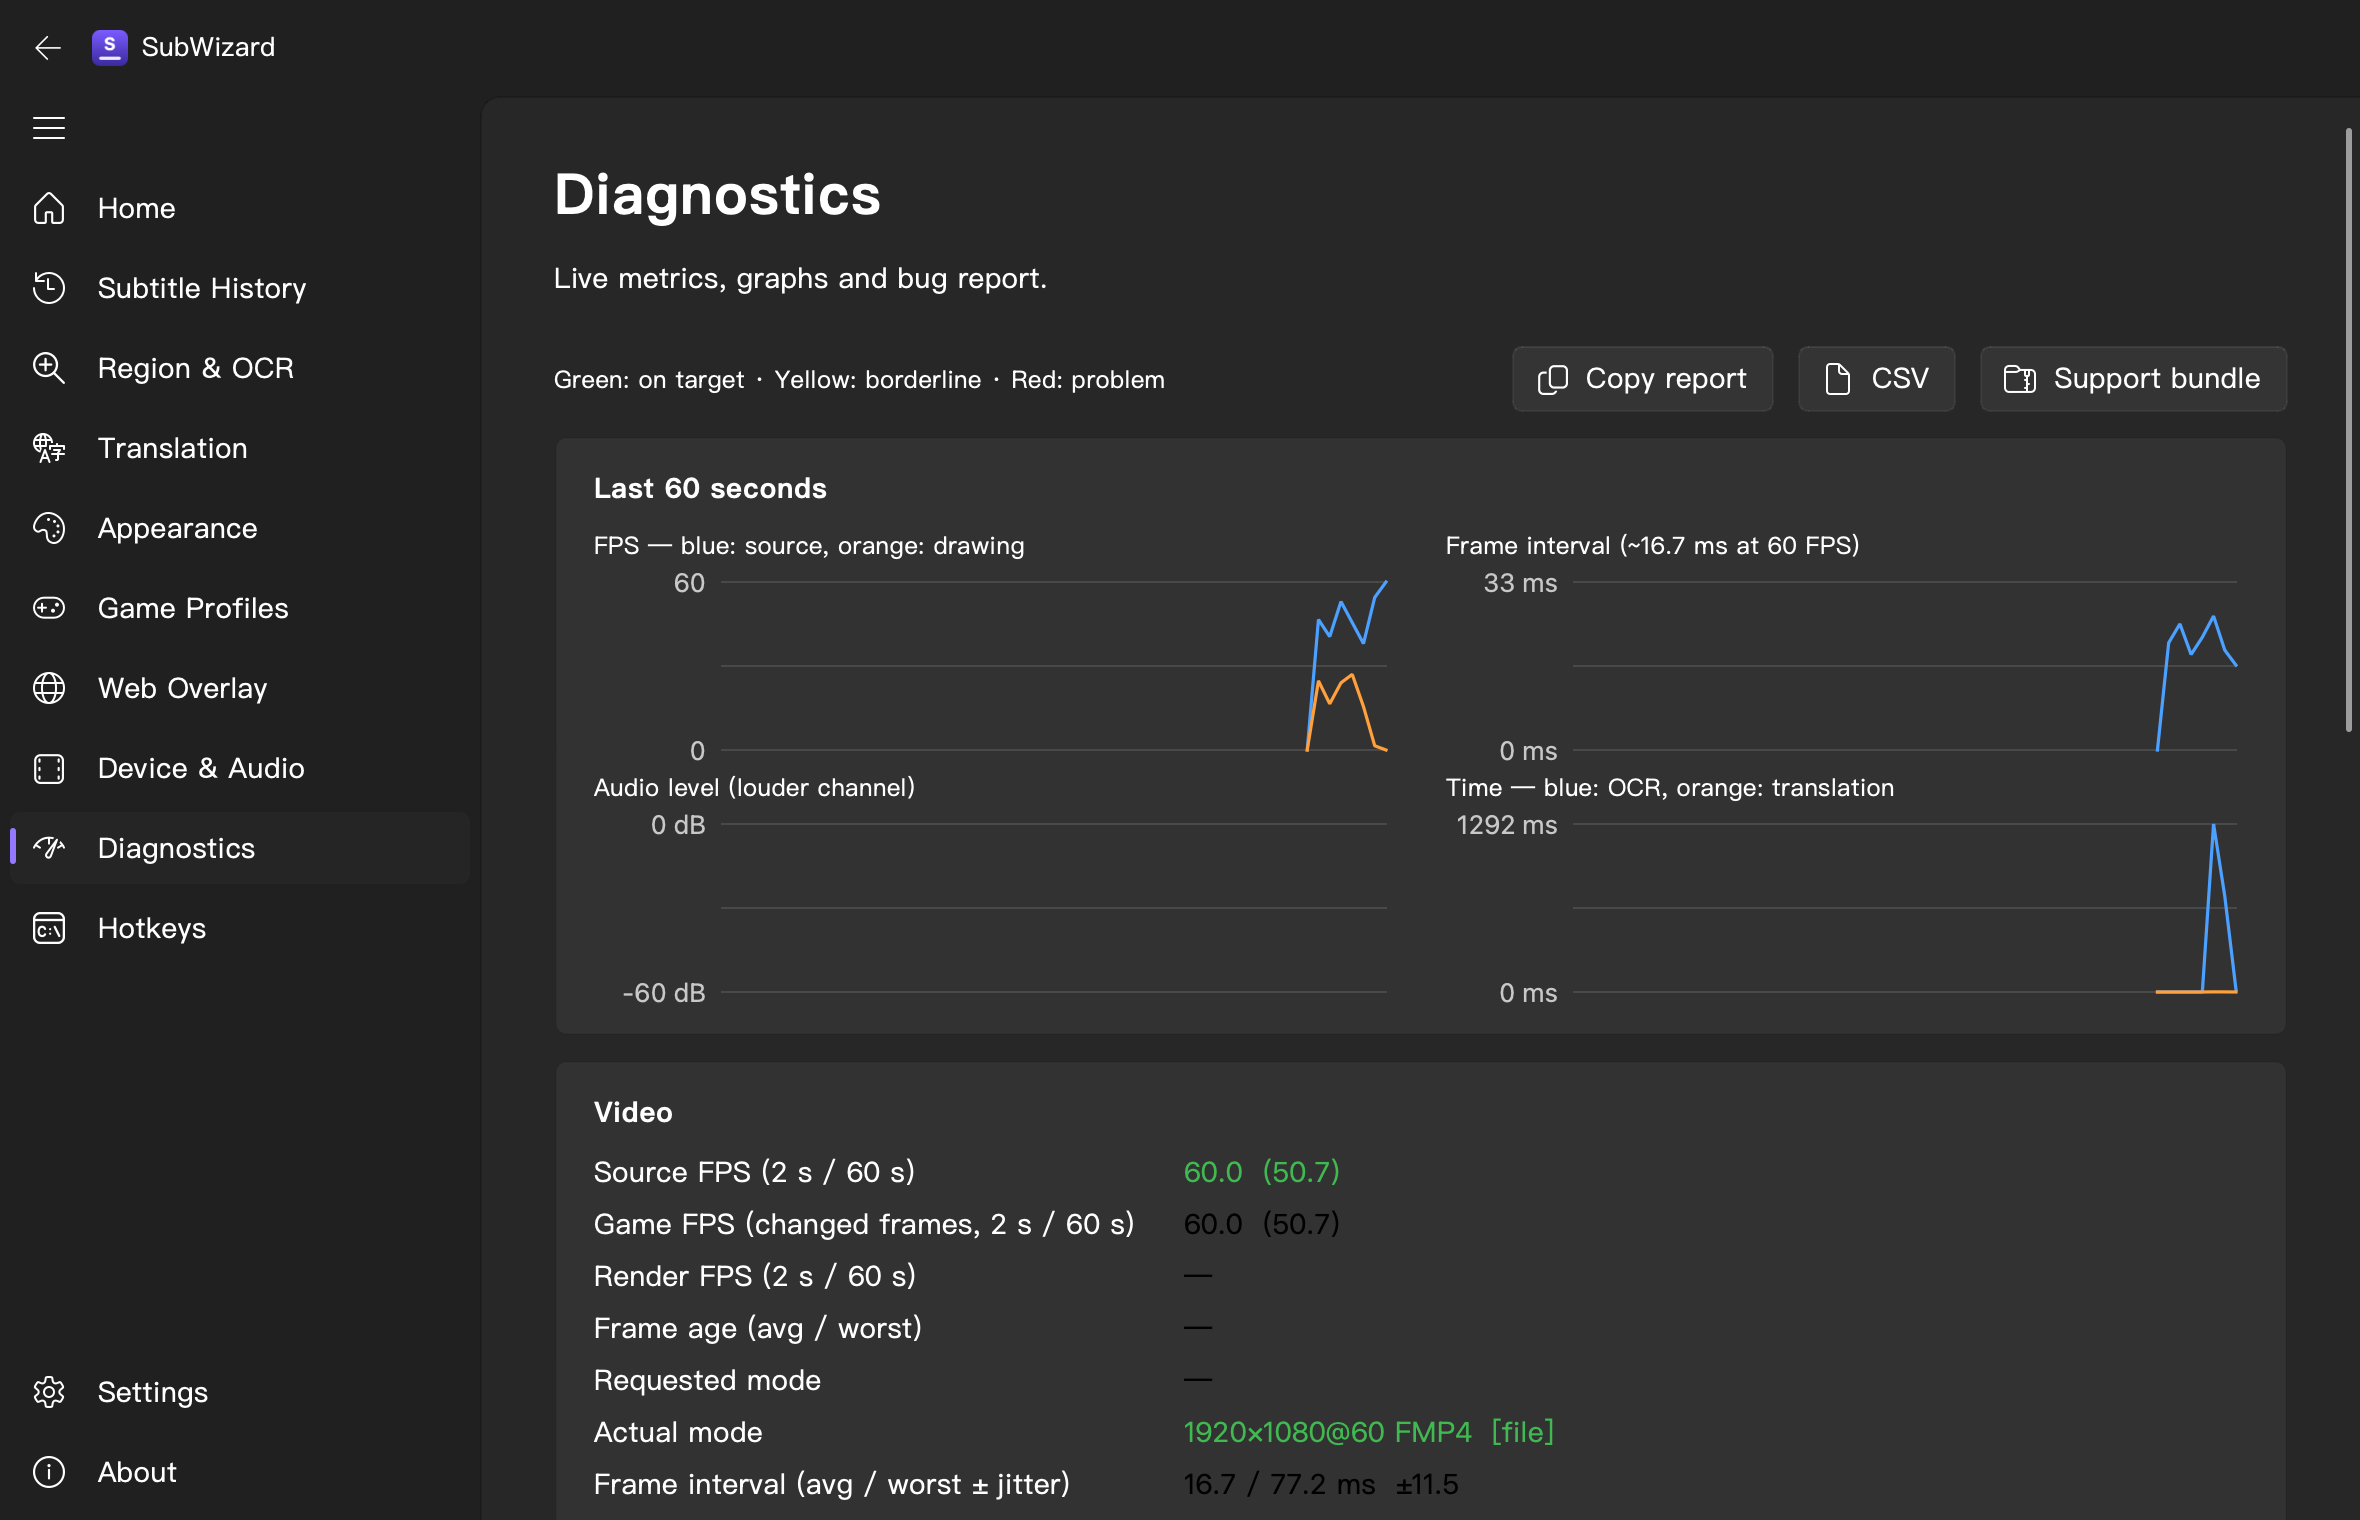 SubWizard
Home
Subtitle History
Region & OCR
Translation
Appearance
Game Profiles
Web Overlay
Device & Audio
Diagnostics
Hotkeys
Settings
About
Diagnostics
Live metrics, graphs and bug report.
Green: on target · Yellow: borderline · Red: problem
Copy report
CSV
Support bundle
Last 60 seconds
FPS — blue: source, orange: drawing
60
0
Frame interval (~16.7 ms at 60 FPS)
33 ms
0 ms
Audio level (louder channel)
0 dB
-60 dB
Time — blue: OCR, orange: translation
1292 ms
0 ms
Video
Source FPS (2 s / 60 s) 60.0 (50.7)
Game FPS (changed frames, 2 s / 60 s) 60.0 (50.7)
Render FPS (2 s / 60 s) —
Frame age (avg / worst) —
Requested mode —
Actual mode 1920×1080@60 FMP4 [file]
Frame interval (avg / worst ± jitter) 16.7 / 77.2 ms ±11.5